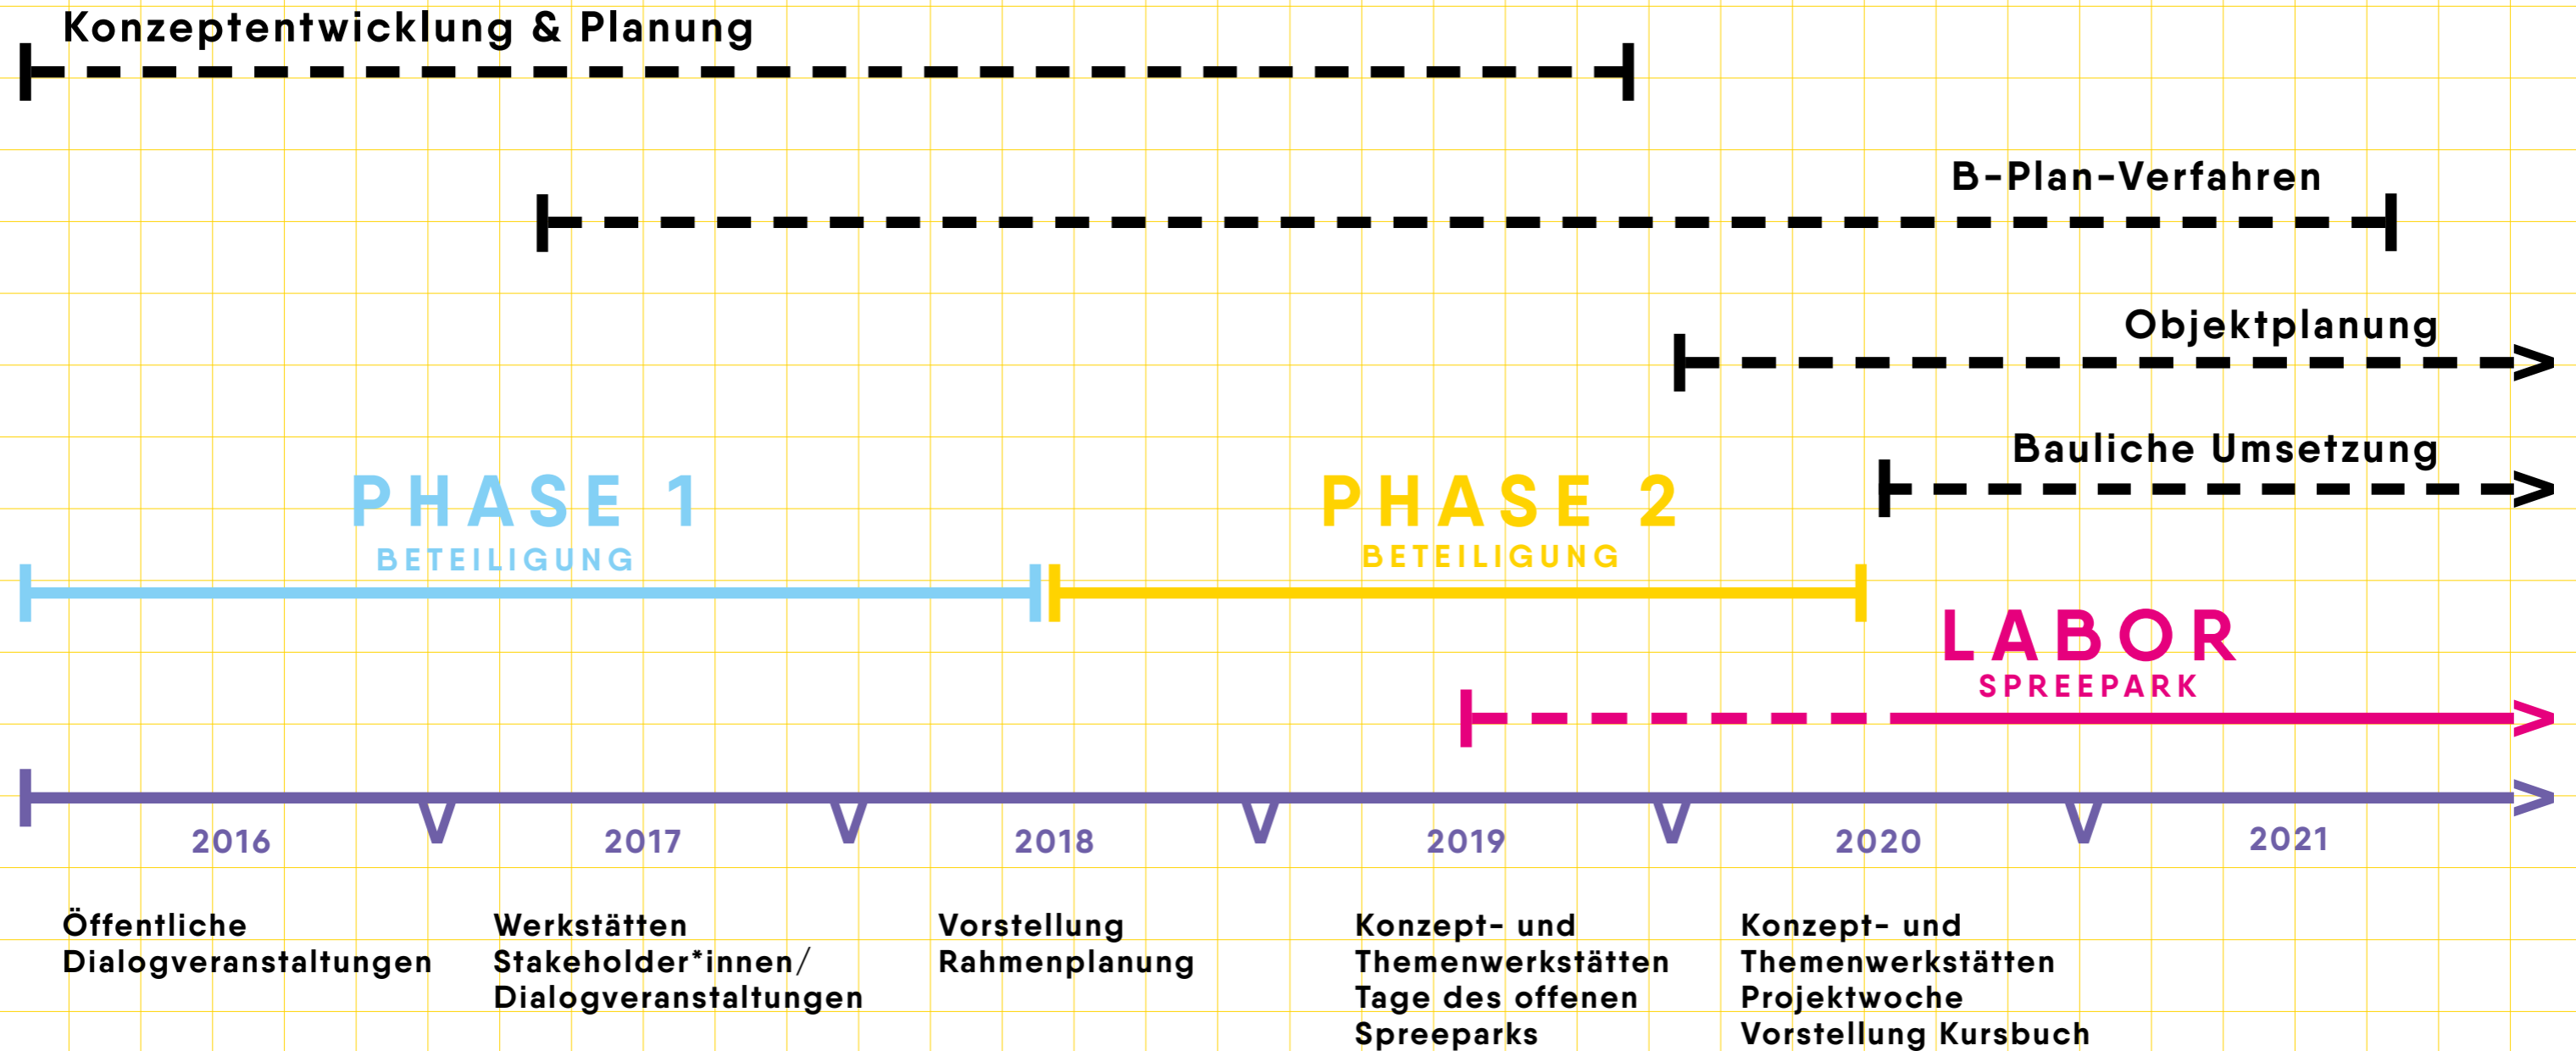 Konzeptentwicklung & Planung
B-Plan-Verfahren
Objektplanung
Bauliche Umsetzung
PHASE 1
BETEILIGUNG
PHASE 2
BETEILIGUNG
LABOR
SPREEPARK
2016
2017
2018
2019
2020
2021
Öffentliche
Dialogveranstaltungen
Werkstätten
Stakeholder*innen/
Dialogveranstaltungen
Vorstellung
Rahmenplanung
Konzept- und
Themenwerkstätten
Tage des offenen
Spreeparks
Konzept- und
Themenwerkstätten
Projektwoche
Vorstellung Kursbuch